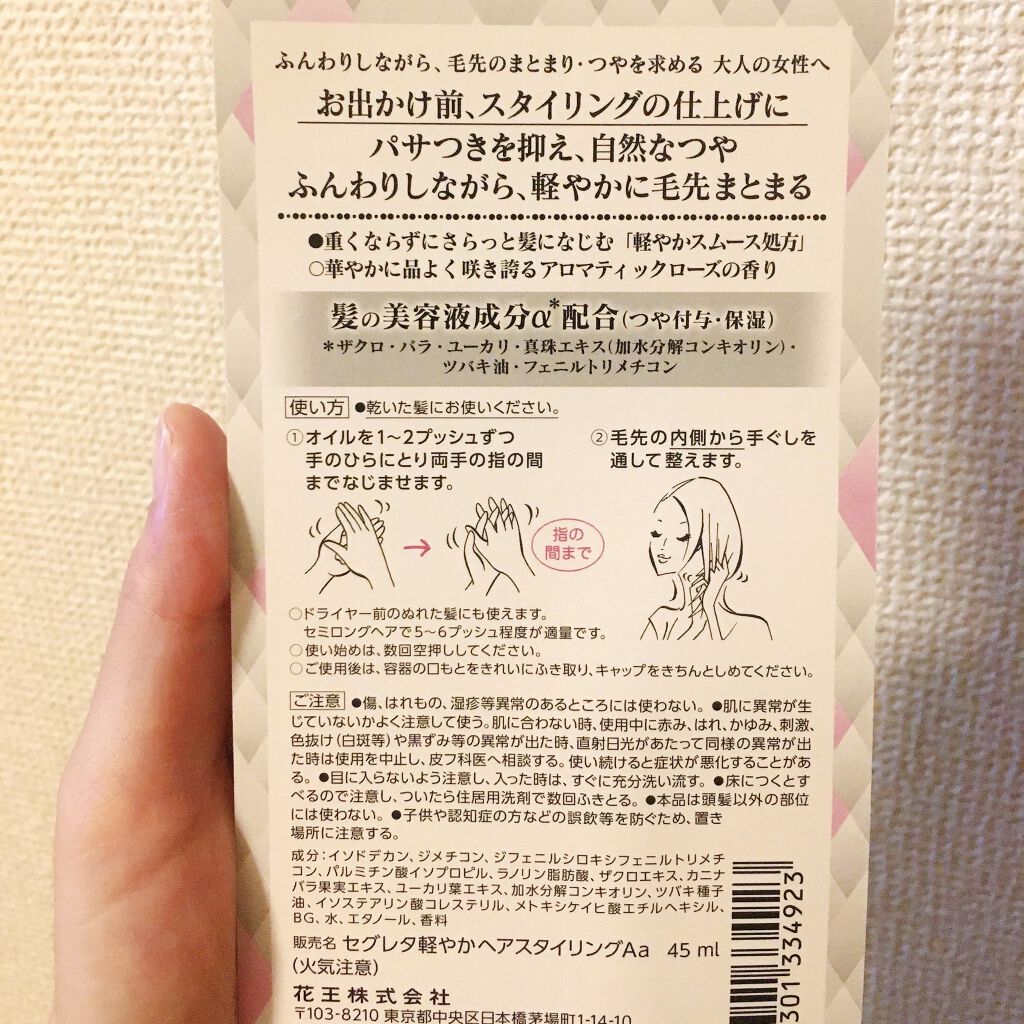 ふんわりしながら、毛先のまとまり・つやを求める 大人の女性へ
お出かけ前、スタイリングの仕上げに
パサつきを抑え、自然なつや
ふんわりしながら、軽やかに毛先まとまる
●重くならずにさらっと髪になじむ「軽やかスムース処方」
○華やかに品よく咲き誇るアロマティックローズの香り
髪の美容液成分α*配合(つや付与・保湿)
*ザクロ・バラ・ユーカリ・真珠エキス(加水分解コンキオリン)・
ツバキ油・フェニルトリメチコン
使い方 ●乾いた髪にお使いください。
①オイルを1〜2プッシュずつ
手のひらにとり両手の指の間
までなじませます。
②毛先の内側から手ぐしを
通して整えます。
指の
間まで
○ドライヤー前のぬれた髪にも使えます。
セミロングヘアで5〜6プッシュ程度が適量です。
○使い始めは、数回空押ししてください。
○ご使用後は、容器の口もとをきれいにふき取り、キャップをきちんとしめてください。
ご注意 ●傷、はれもの、湿疹等異常のあるところには使わない。●肌に異常が生
じていないかよく注意して使う。肌に合わない時、使用中に赤み、はれ、かゆみ、刺激、
色抜け(白斑等)や黒ずみ等の異常が出た時、直射日光があたって同様の異常が出
た時は使用を中止し、皮フ科医へ相談する。使い続けると症状が悪化することがあ
る。●目に入らないよう注意し、入った時は、すぐに充分洗い流す。●床につくとす
べるので注意し、ついたら住居用洗剤で数回ふきとる。●本品は頭髪以外の部位
には使わない。●子供や認知症の方などの誤飲等を防ぐため、置き
場所に注意する。
成分：イソドデカン、ジメチコン、ジフェニルシロキシフェニルトリメチ
コン、パルミチン酸イソプロピル、ラノリン脂肪酸、ザクロエキス、カニナ
バラ果実エキス、ユーカリ葉エキス、加水分解コンキオリン、ツバキ種子
油、イソステアリン酸コレステリル、メトキシケイヒ酸エチルヘキシル、
BG、水、エタノール、香料
販売名 セグレタ軽やかヘアスタイリングAa 45 ml
(火気注意)
花王株式会社
〒103-8210 東京都中央区日本橋茅場町1-14-10
301 334923